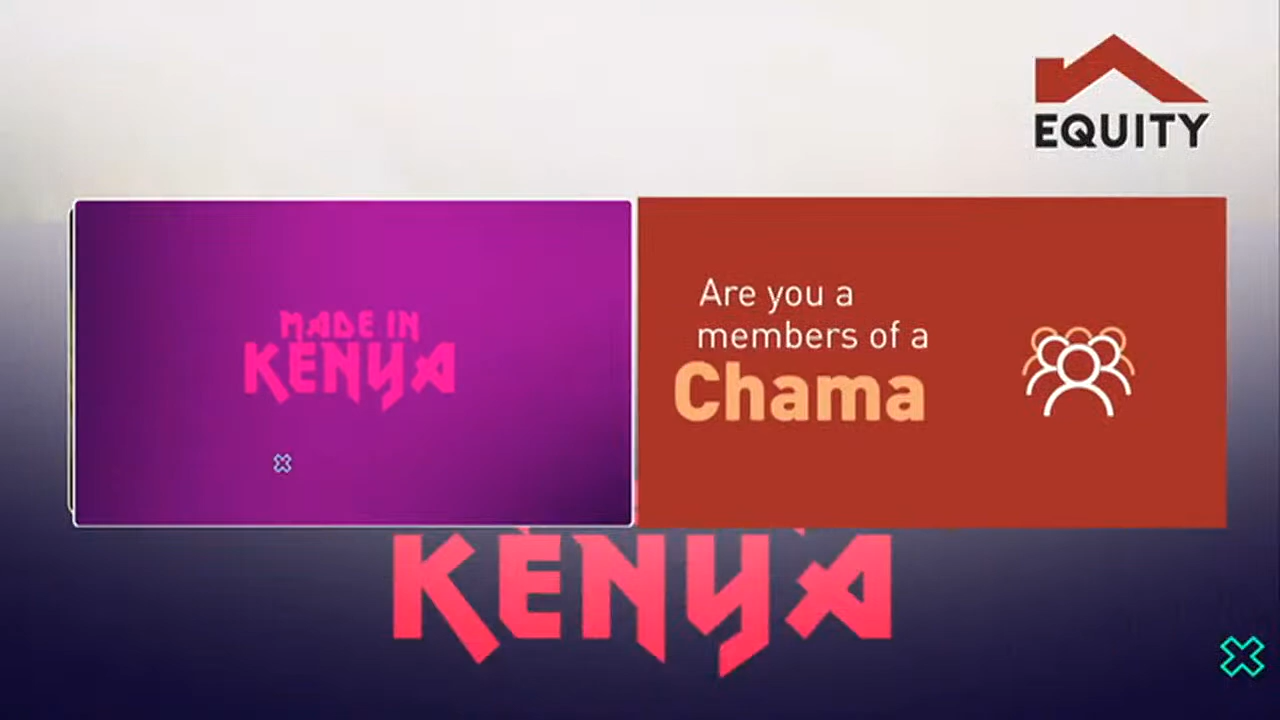 EQUITY
MADE IN
KENYA
Are you a
members of a
Chama
KENYA